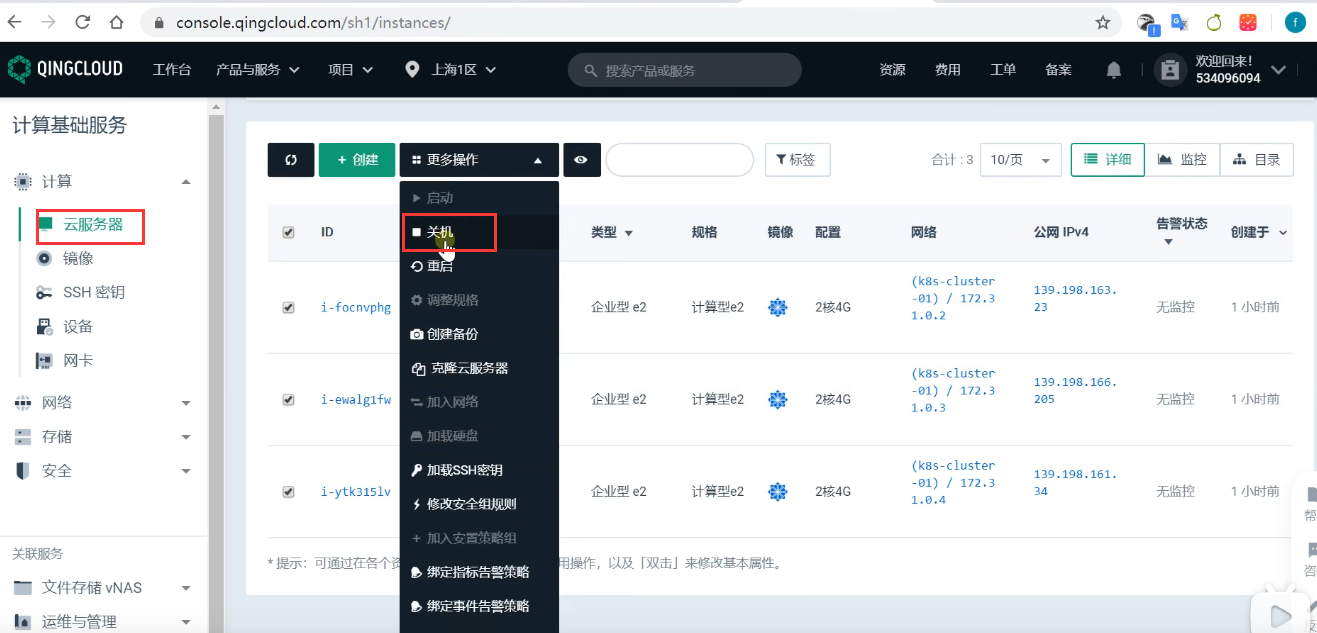 console.qingcloud.com/sh1/instances/
f
QINGCLOUD
工作台
产品与服务
项目
上海1区
搜索产品或服务
资源
费用
工单
备案
欢迎回来!
534096094
计算基础服务
计算
云服务器
镜像
SSH 密钥
设备
网卡
网络
存储
安全
关联服务
文件存储 vNAS
运维与管理
+ 创建
更多操作
标签
合计 : 3
10/页
详细
监控
目录
启动
关机
重启
调整规格
创建备份
克隆云服务器
加入网络
加载硬盘
加载SSH密钥
修改安全组规则
+ 加入安置策略组
绑定指标告警策略
绑定事件告警策略
ID
类型
规格
镜像
配置
网络
公网 IPv4
告警状态
创建于
i-focnvphg
企业型 e2
计算型e2
2核4G
(k8s-cluster
-01) / 172.3
1.0.2
139.198.163.
23
无监控
1 小时前
i-ewalg1fw
企业型 e2
计算型e2
2核4G
(k8s-cluster
-01) / 172.3
1.0.3
139.198.166.
205
无监控
1 小时前
i-ytk315lv
企业型 e2
计算型e2
2核4G
(k8s-cluster
-01) / 172.3
1.0.4
139.198.161.
34
无监控
1 小时前
* 提示：可通过在各个资
用操作，以及「双击」来修改基本属性。
帮
咨